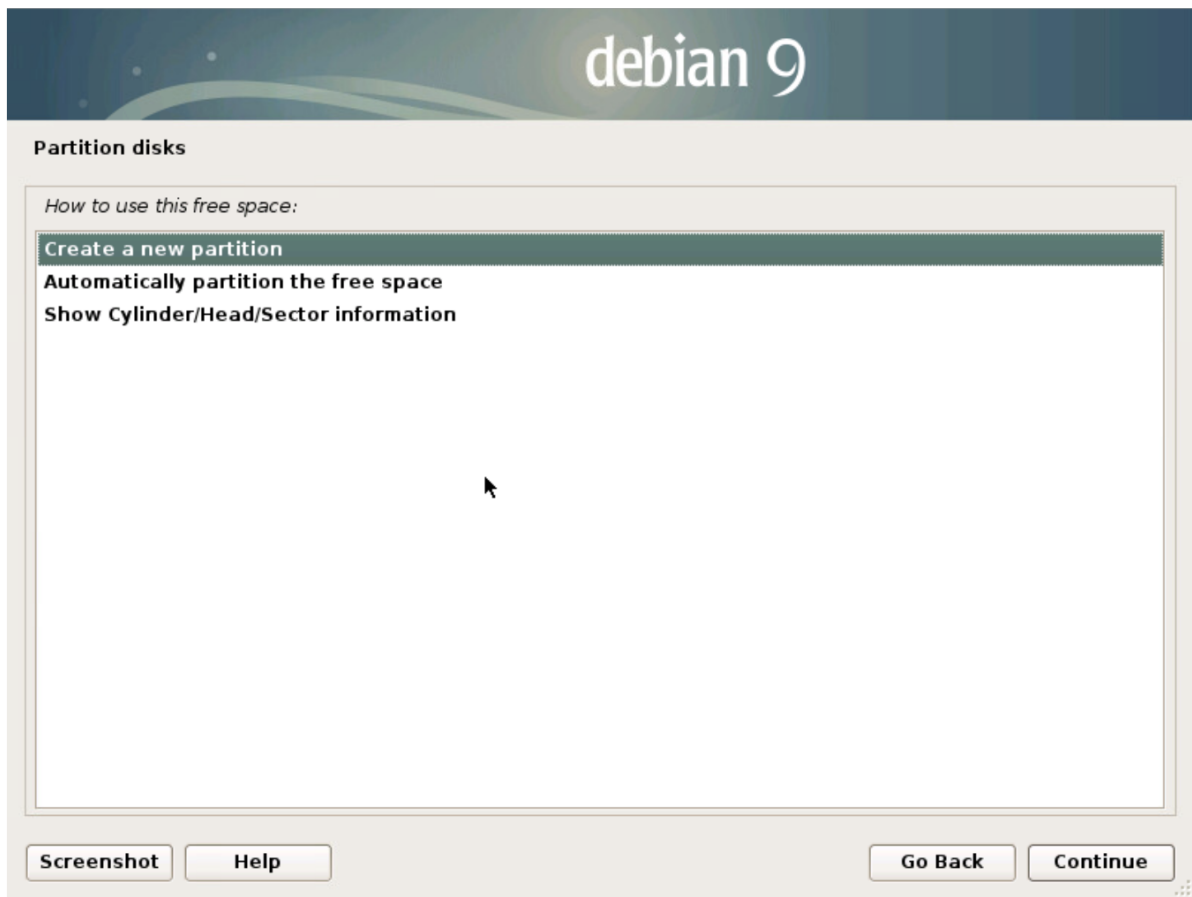 debian 9
Partition disks
How to use this free space:
Create a new partition
Automatically partition the free space
Show Cylinder/Head/Sector information
Screenshot
Help
Go Back
Continue